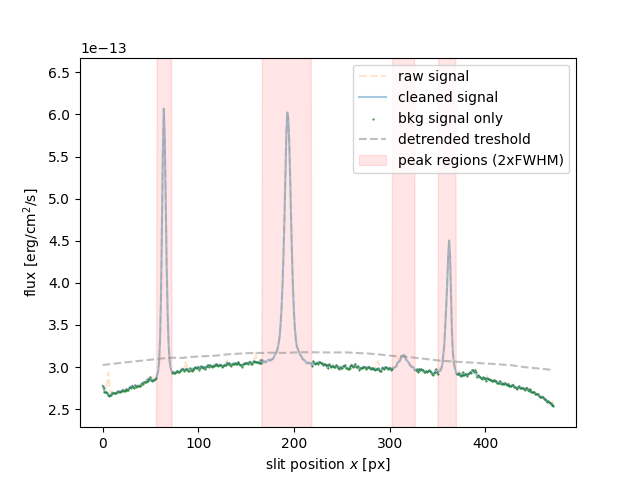 1e−13
6.5
6.0
5.5
5.0
4.5
4.0
3.5
3.0
2.5
flux [erg/cm²/s]
raw signal
cleaned signal
bkg signal only
detrended treshold
peak regions (2xFWHM)
0
100
200
300
400
slit position x [px]